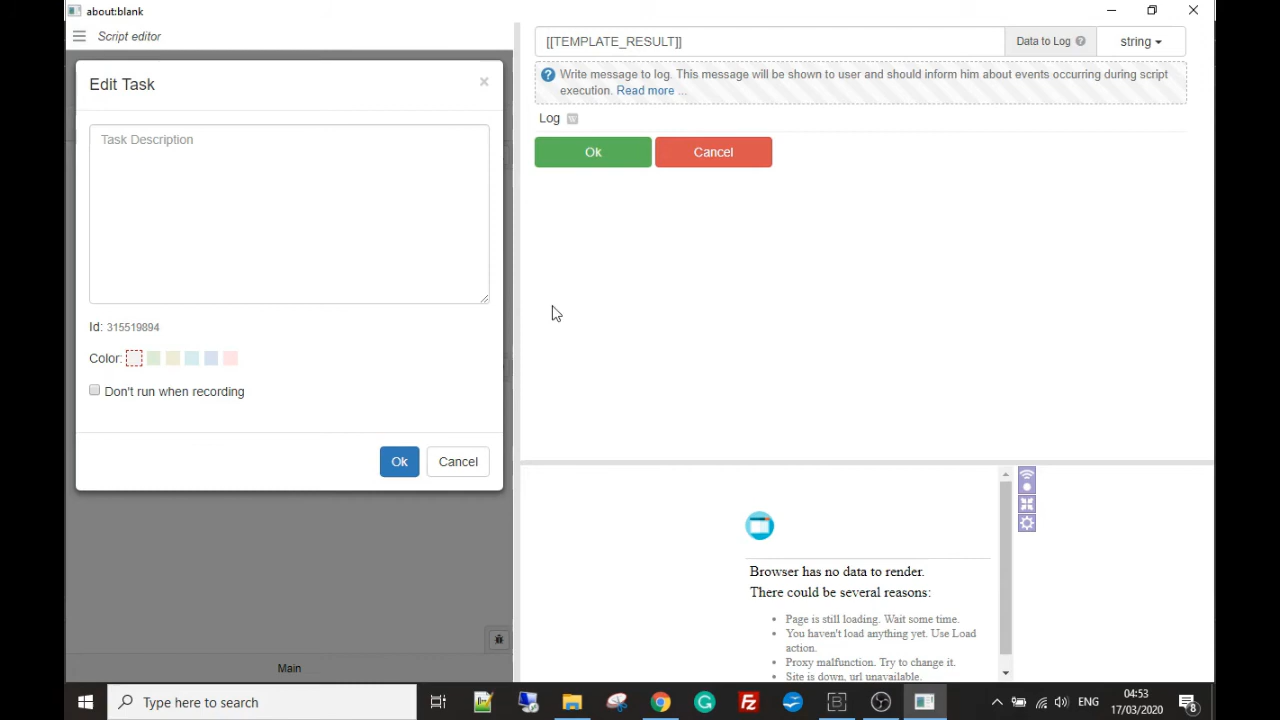 about:blank
Script editor
Edit Task
×
Task Description
Id: 315519894
Color:
Don't run when recording
Ok
Cancel
Main
[[TEMPLATE_RESULT]]
Data to Log ?
string
? Write message to log. This message will be shown to user and should inform him about events occurring during script
execution. Read more ...
Log W
Ok
Cancel
Browser has no data to render.
There could be several reasons:
• Page is still loading. Wait some time.
• You haven't load anything yet. Use Load
action.
• Proxy malfunction. Try to change it.
• Site is down, url unavailable.
Type here to search
ENG
04:53
17/03/2020
8